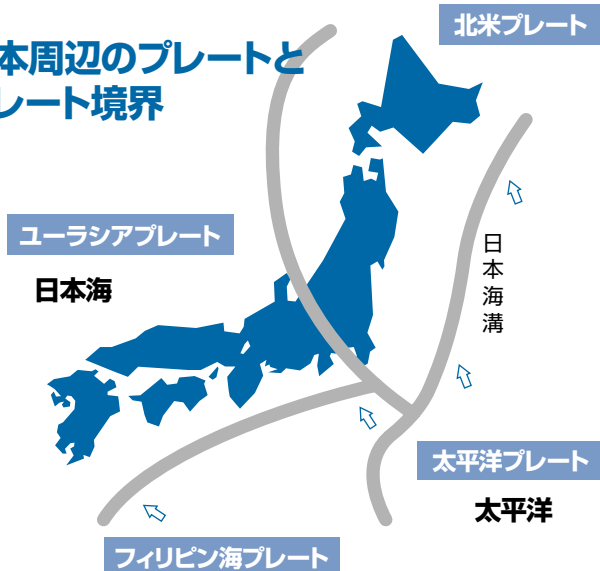 本周辺のプレートと
レート境界
北米プレート
ユーラシアプレート
日本海
日本海溝
太平洋プレート
太平洋
フィリピン海プレート